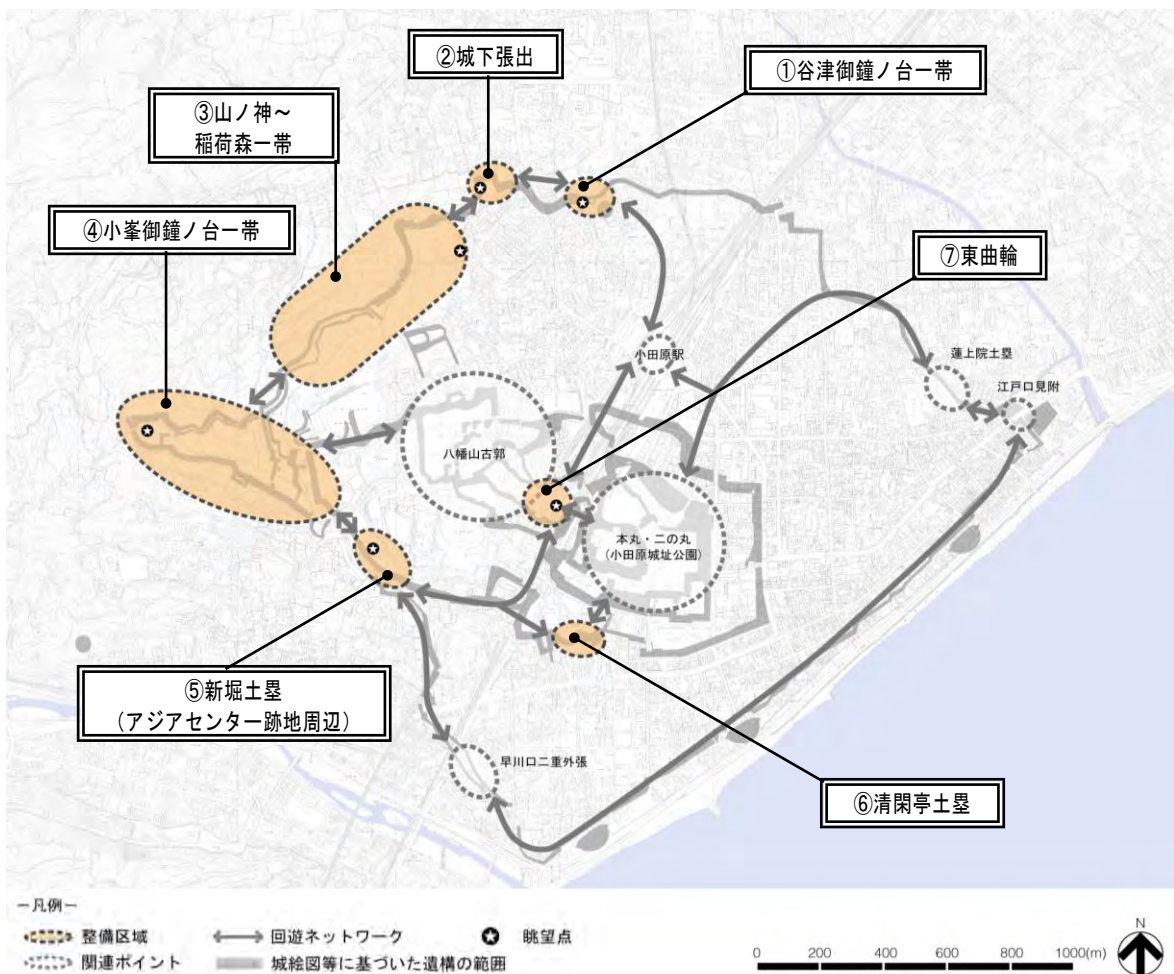 ②城下張出
①谷津御鐘ノ台一帯
③山ノ神～
稲荷森一帯
④小峯御鐘ノ台一帯
⑦東曲輪
小田原駅
蓮上院土塁
江戸口見附
八幡山古郭
本丸・二の丸
(小田原城址公園)
⑤新堀土塁
(アジアセンター跡地周辺)
早川口二重外張
⑥清閑亭土塁
－凡例－
整備区域
回遊ネットワーク
眺望点
関連ポイント
城絵図等に基づいた遺構の範囲
0 200 400 600 800 1000(m)
N